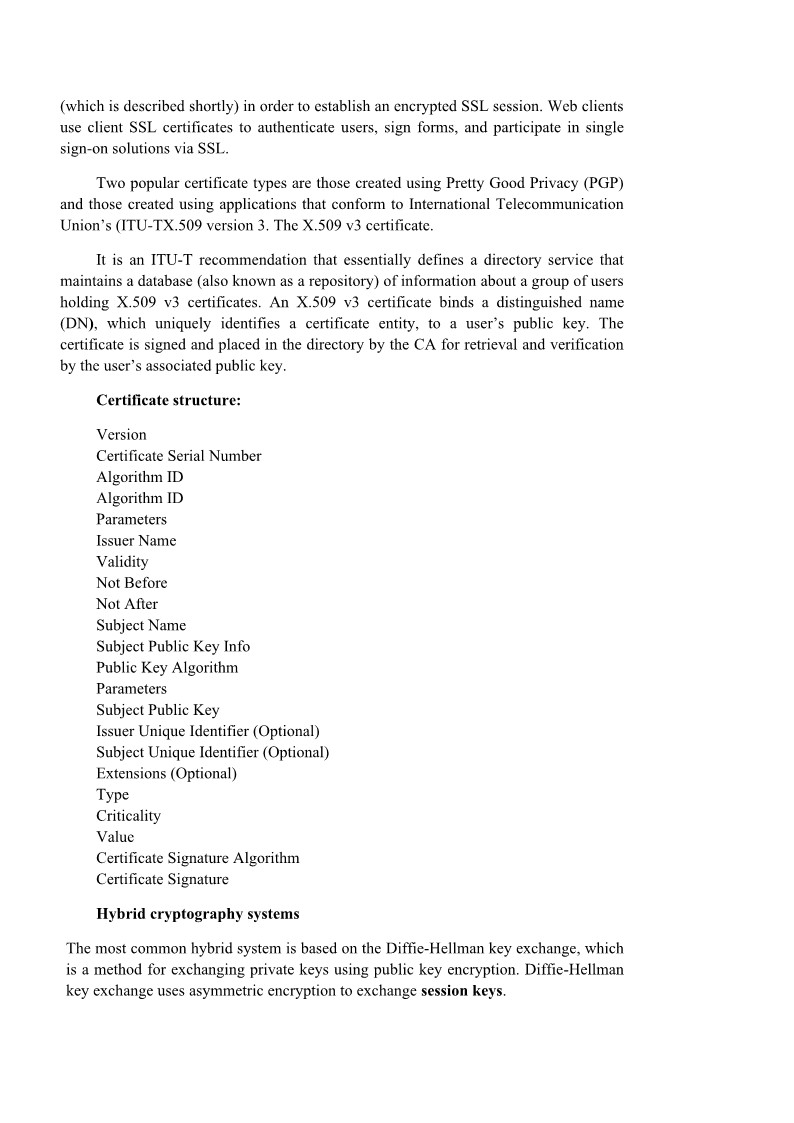 (which is described shortly) in order to establish an encrypted SSL session. Web clients
use client SSL certificates to authenticate users, sign forms, and participate in single
sign-on solutions via SSL.
Two popular certificate types are those created using Pretty Good Privacy (PGP)
and those created using applications that conform to International Telecommunication
Union’s (ITU-TX.509 version 3. The X.509 v3 certificate.
It is an ITU-T recommendation that essentially defines a directory service that
maintains a database (also known as a repository) of information about a group of users
holding X.509 v3 certificates. An X.509 v3 certificate binds a distinguished name
(DN), which uniquely identifies a certificate entity, to a user’s public key. The
certificate is signed and placed in the directory by the CA for retrieval and verification
by the user’s associated public key.
Certificate structure:
Version
Certificate Serial Number
Algorithm ID
Algorithm ID
Parameters
Issuer Name
Validity
Not Before
Not After
Subject Name
Subject Public Key Info
Public Key Algorithm
Parameters
Subject Public Key
Issuer Unique Identifier (Optional)
Subject Unique Identifier (Optional)
Extensions (Optional)
Type
Criticality
Value
Certificate Signature Algorithm
Certificate Signature
Hybrid cryptography systems
The most common hybrid system is based on the Diffie-Hellman key exchange, which
is a method for exchanging private keys using public key encryption. Diffie-Hellman
key exchange uses asymmetric encryption to exchange session keys.